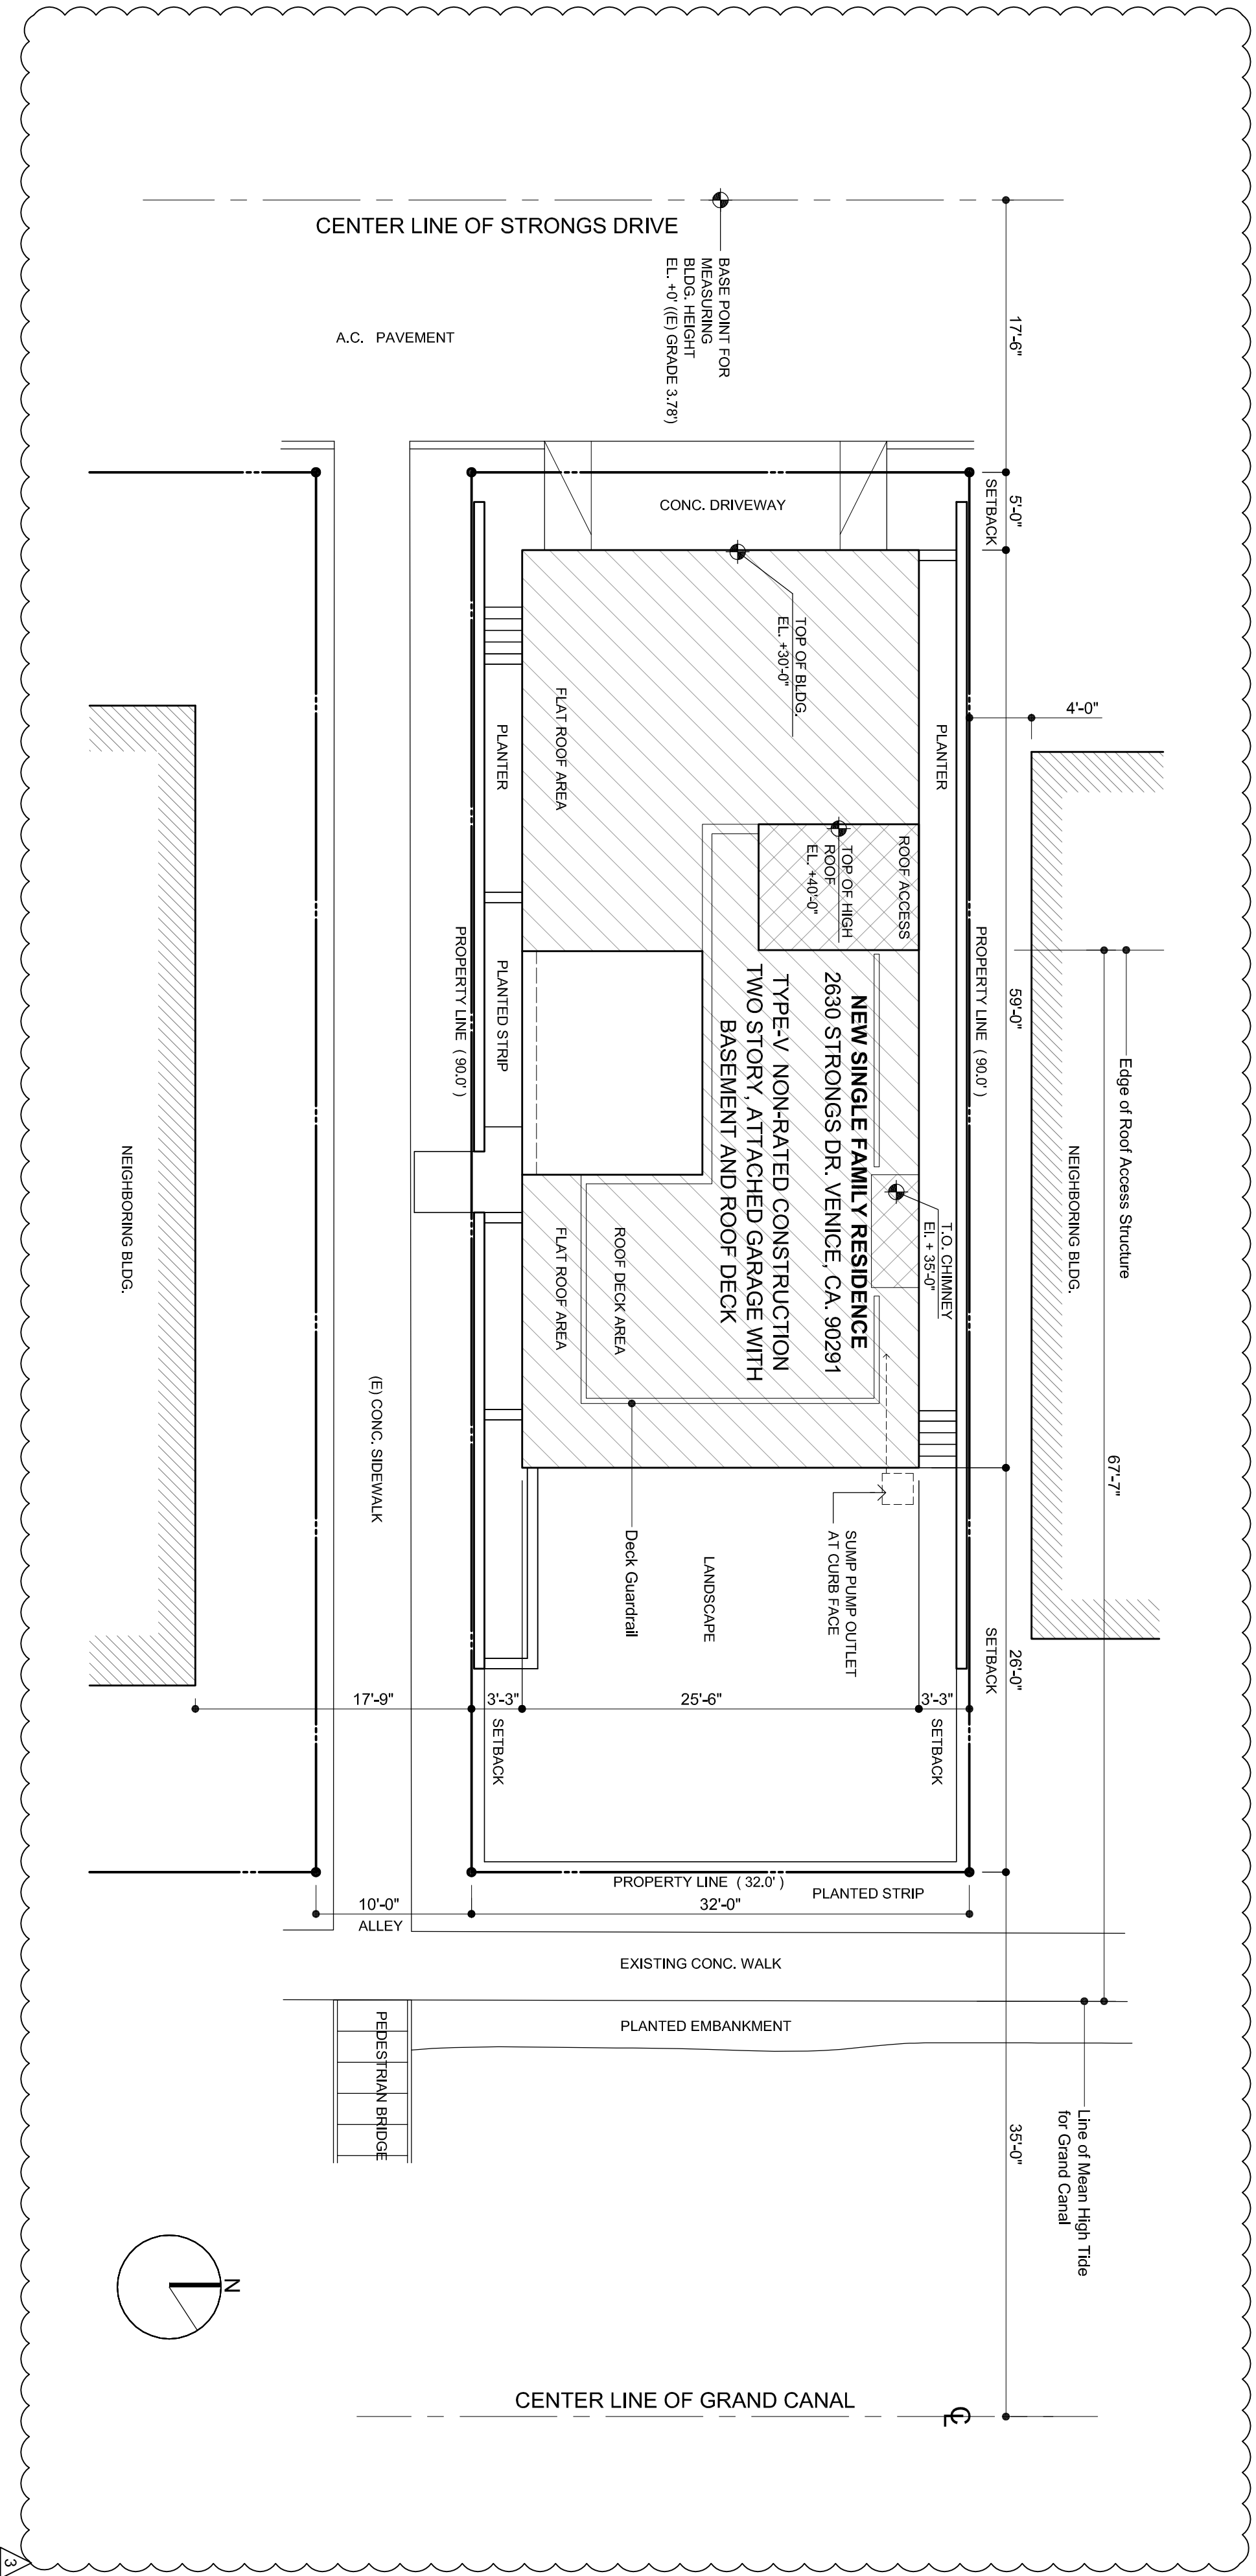 CENTER LINE OF STRONGS DRIVE
BASE POINT FOR
MEASURING
BLDG. HEIGHT
EL. +0' ((E) GRADE 3.78')
A.C. PAVEMENT
17'-6"
5'-0"
SETBACK
CONC. DRIVEWAY
TOP OF BLDG.
EL. +30'-0"
4'-0"
FLAT ROOF AREA
PLANTER
PLANTER
ROOF ACCESS
TOP OF HIGH
ROOF
EL. +40'-0"
PROPERTY LINE ( 90.0' )
PLANTED STRIP
PROPERTY LINE ( 90.0' )
59'-0"
Edge of Roof Access Structure
NEW SINGLE FAMILY RESIDENCE
2630 STRONGS DR. VENICE, CA. 90291
TYPE-V NON-RATED CONSTRUCTION
TWO STORY, ATTACHED GARAGE WITH
BASEMENT AND ROOF DECK
NEIGHBORING BLDG.
NEIGHBORING BLDG.
T.O. CHIMNEY
El. + 35'-0"
ROOF DECK AREA
FLAT ROOF AREA
(E) CONC. SIDEWALK
67'-7"
Deck Guardrail
LANDSCAPE
SUMP PUMP OUTLET
AT CURB FACE
SETBACK
26'-0"
17'-9"
3'-3"
25'-6"
3'-3"
SETBACK
SETBACK
PROPERTY LINE ( 32.0' )
PLANTED STRIP
10'-0"
32'-0"
ALLEY
EXISTING CONC. WALK
PLANTED EMBANKMENT
PEDESTRIAN BRIDGE
35'-0"
Line of Mean High Tide
for Grand Canal
N
CENTER LINE OF GRAND CANAL
CL
3